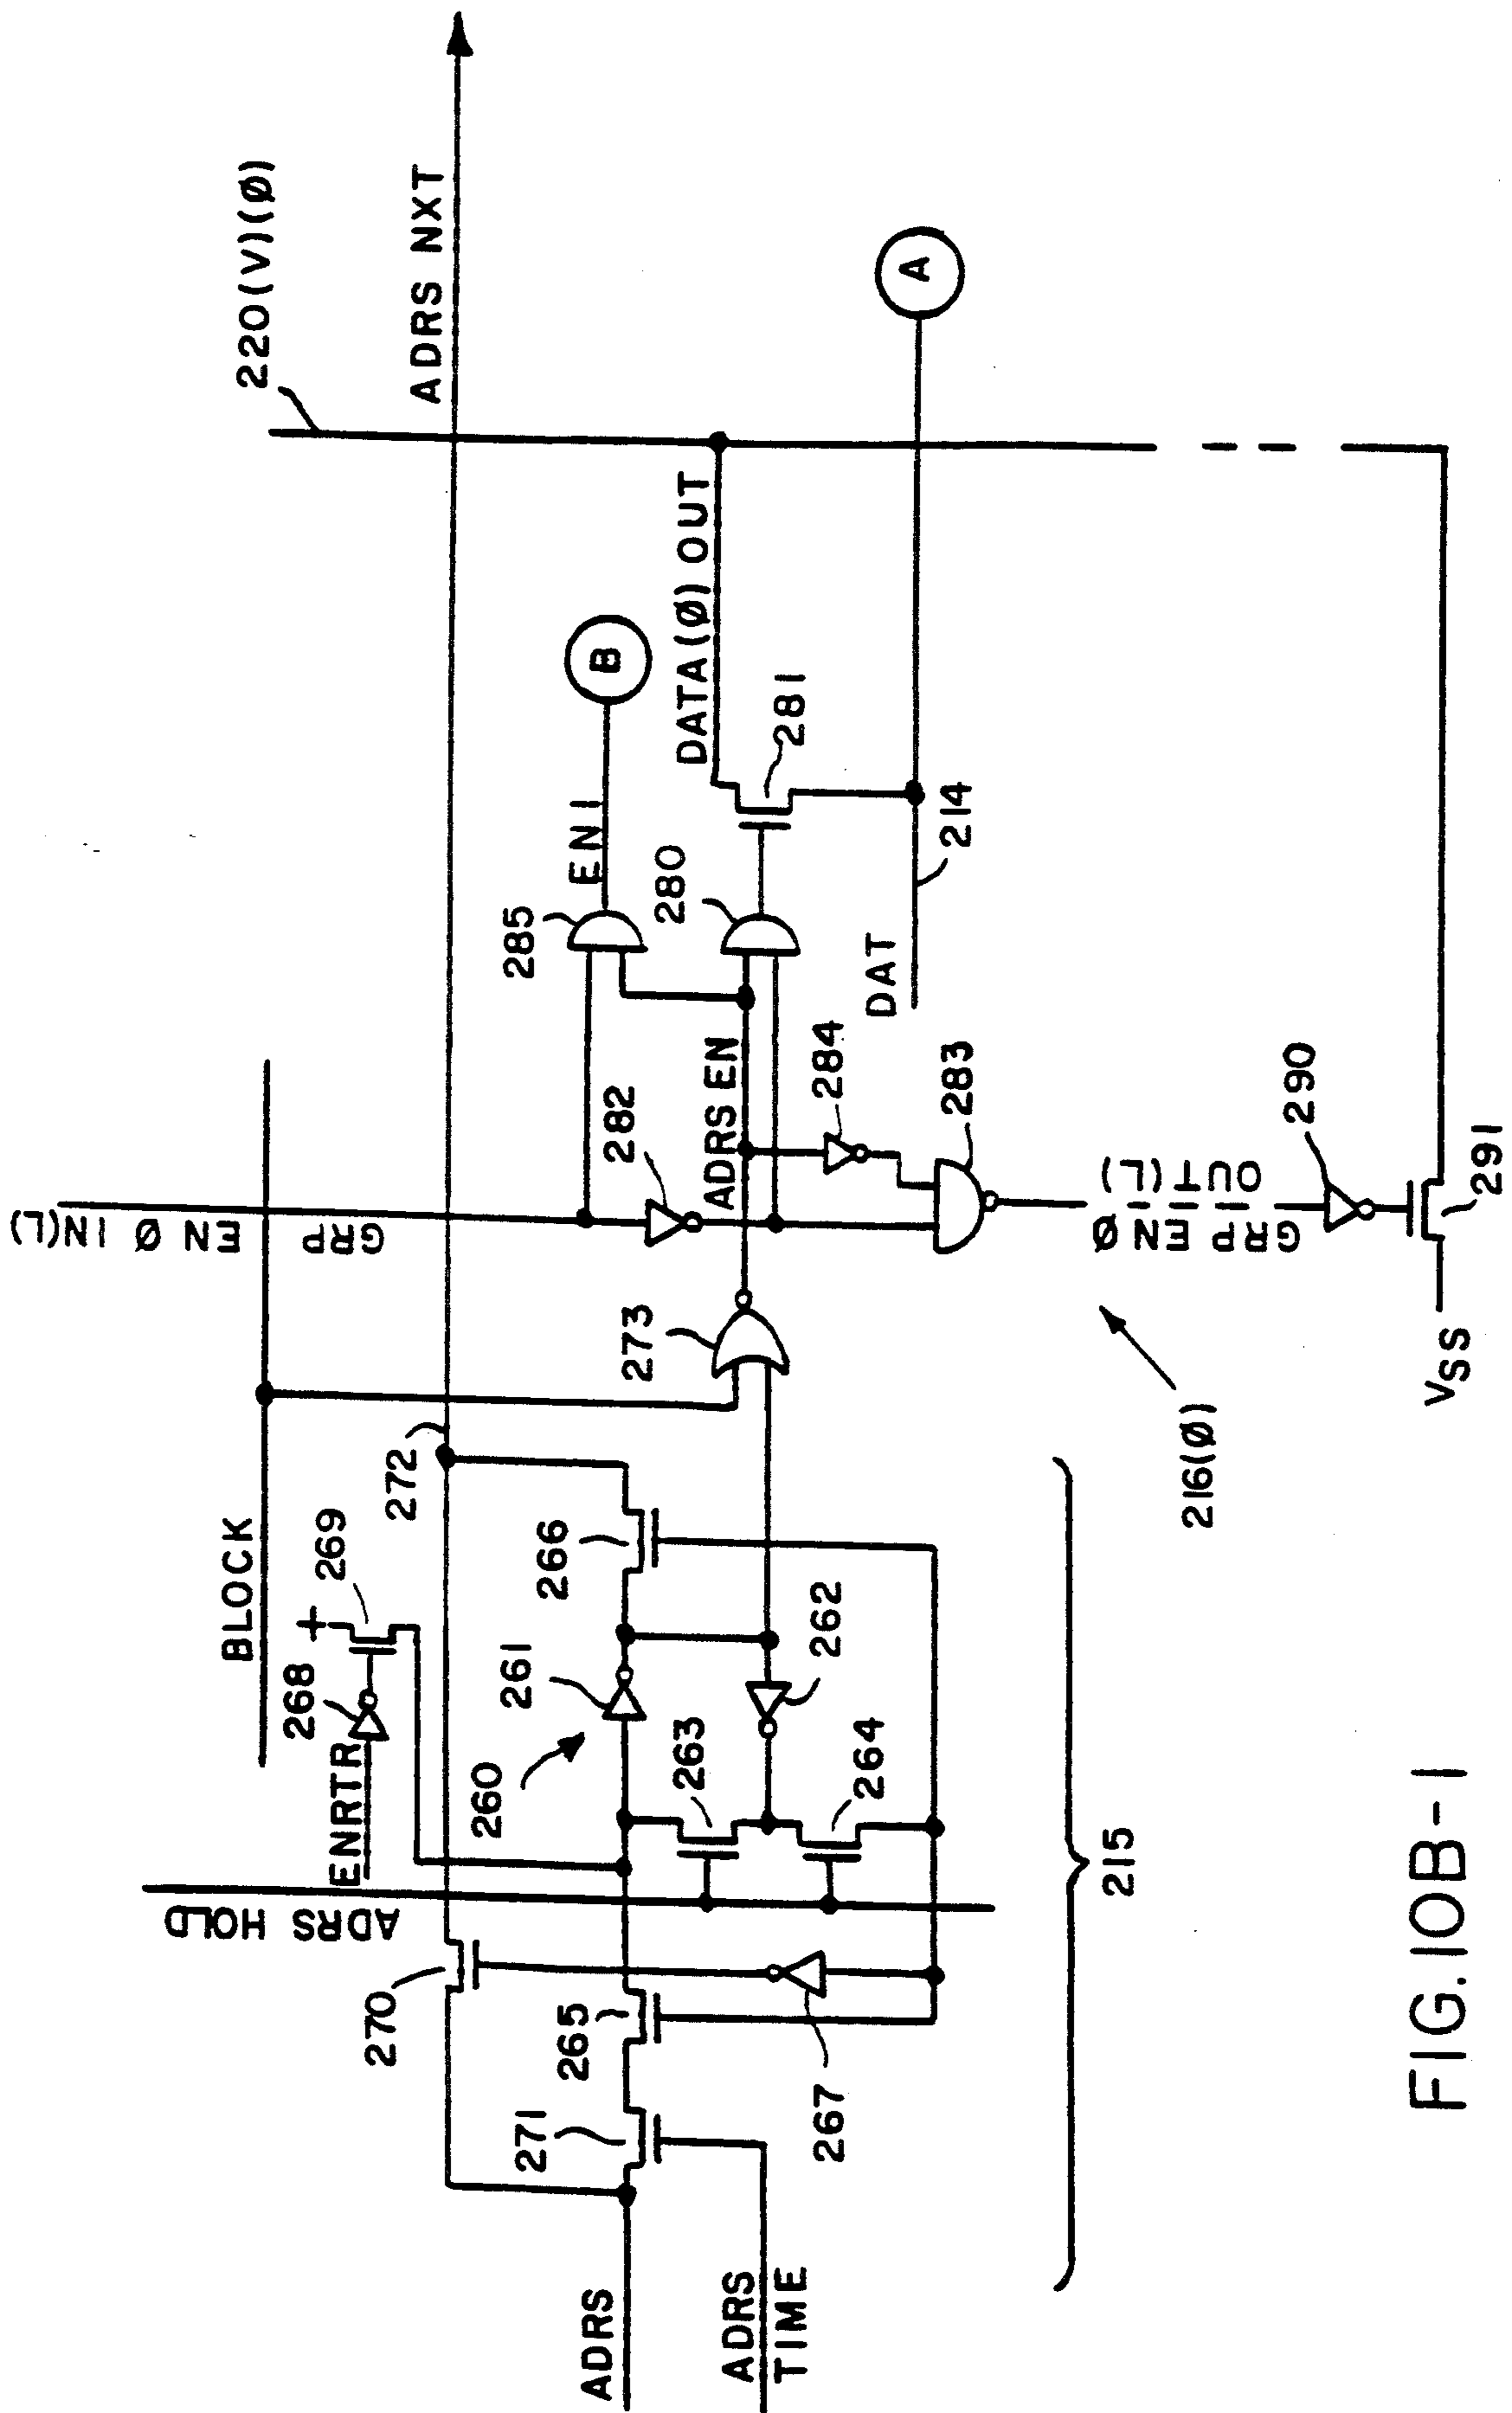 220(V)(Ø)
ADRS NXT
BLOCK
GRP EN Ø IN(L)
272
269
268
ENRTR
ADRS HOLD
270
B
EN I
285
282
273
266
261
260
265
271
ADRS
DATA(Ø) OUT
281
280
ADRS EN
263
262
264
267
ADRS
TIME
A
DAT
214
284
283
215
GRP EN Ø
OUT(L)
290
216(Ø)
291
VSS
FIG. 10B-1